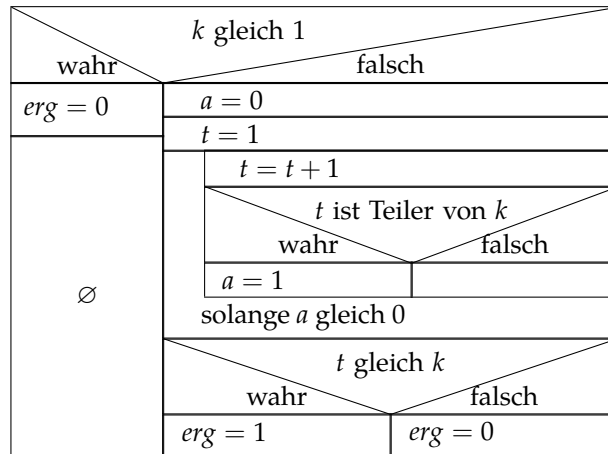 k gleich 1
wahr falsch
erg = 0
a = 0
t = 1
t = t + 1
t ist Teiler von k
wahr falsch
a = 1
∅
solange a gleich 0
t gleich k
wahr falsch
erg = 1 erg = 0